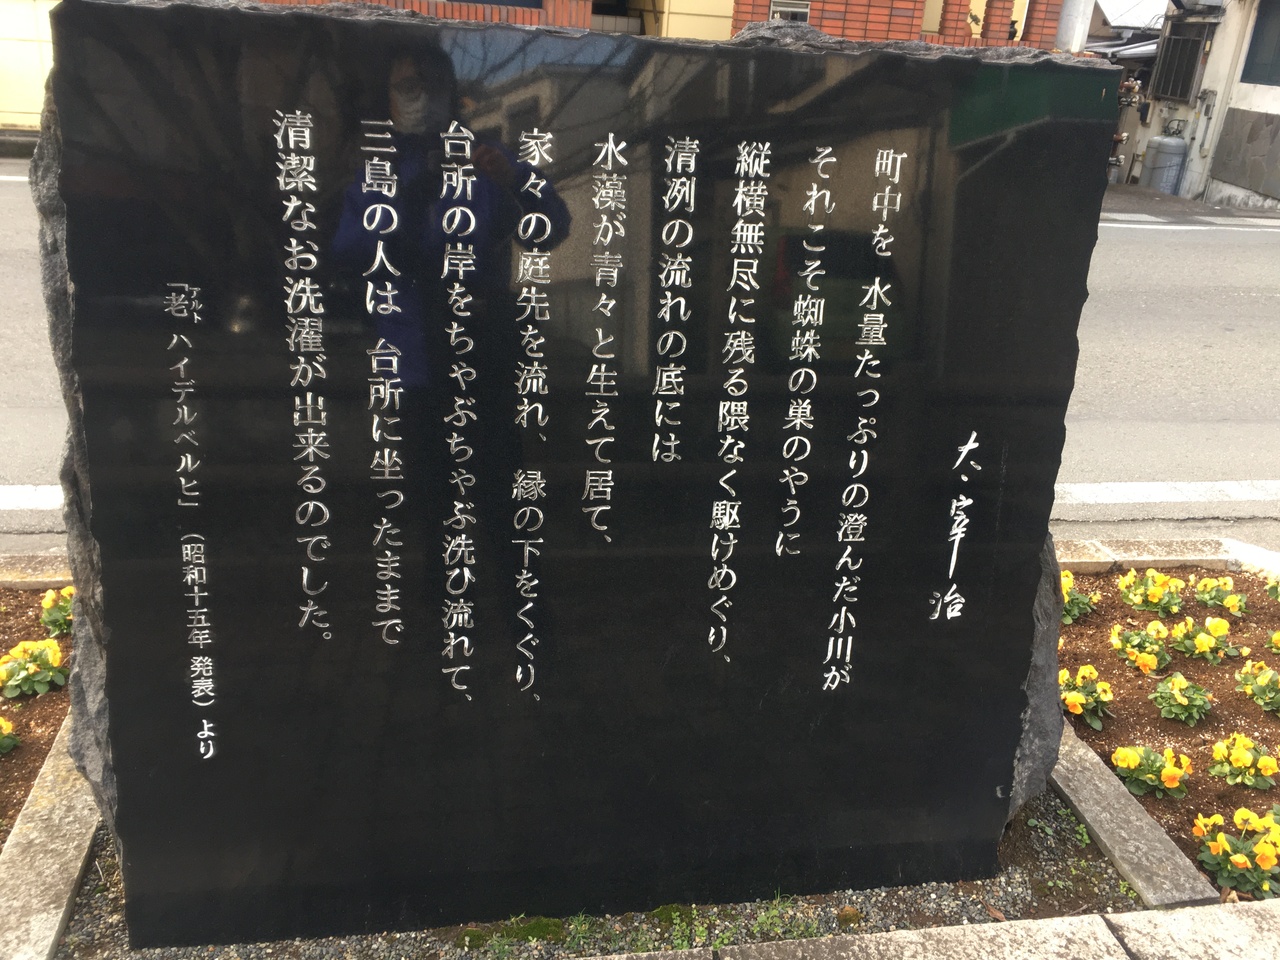 太宰治
町中を 水量たっぷりの澄んだ小川が
それこそ蜘蛛の巣のやうに
縦横無尽に残る隈なく駆けめぐり、
清冽の流れの底には
水藻が青々と生えて居て、
家々の庭先を流れ、縁の下をくぐり、
台所の岸をちゃぶちゃぶ洗ひ流れて、
三島の人は 台所に坐ったままで
清潔なお洗濯が出来るのでした。
アルト
「老ハイデルベルヒ」(昭和十五年 発表)より